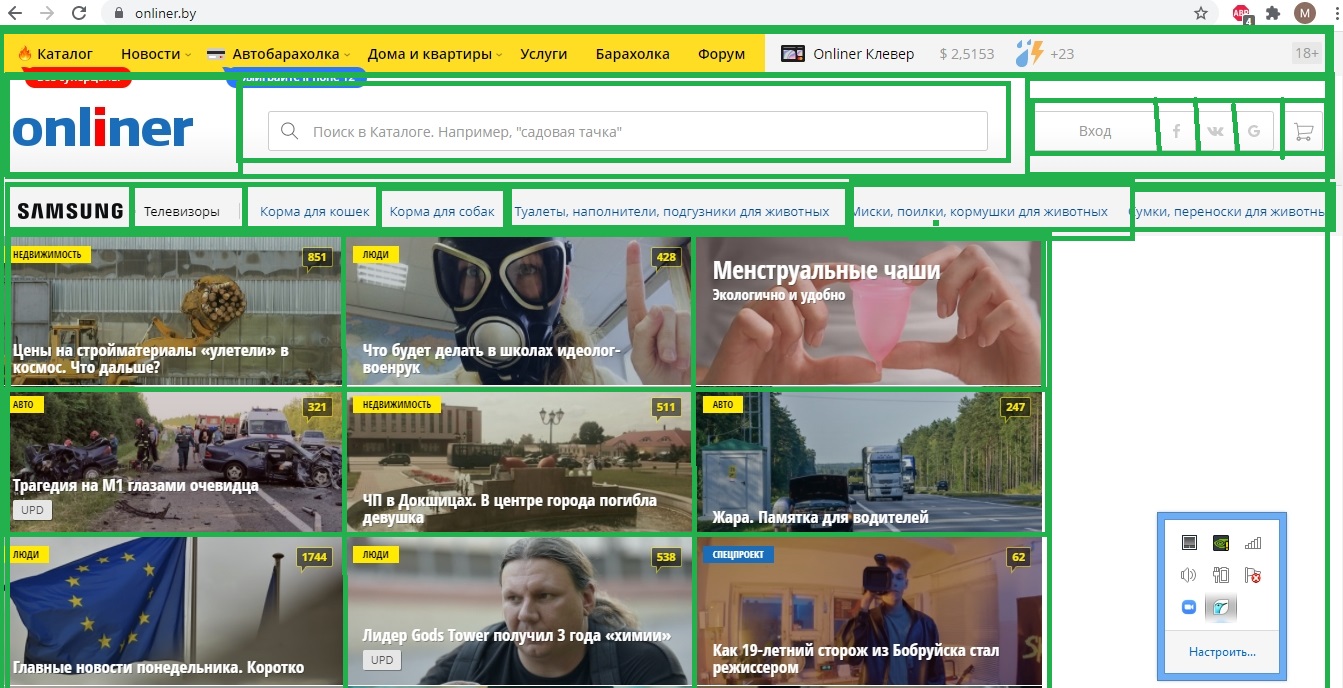 onliner.by
ABP
4
M
Каталог Новости Автобарахолка Дома и квартиры Услуги Барахолка Форум Onliner Клевер $ 2,5153 +23 18+
onliner
Поиск в Каталоге. Например, "садовая тачка"
Вход f G
SAMSUNG Телевизоры Корма для кошек Корма для собак Туалеты, наполнители, подгузники для животных Миски, поилки, кормушки для животных
переноски для
НЕДВИЖИМОСТЬ 851
Цены на стройматериалы «улетели» в
космос. Что дальше?
ЛЮДИ 428
Что будет делать в школах идеолог-
военрук
Менструальные чаши
Экологично и удобно
АВТО 321
Трагедия на М1 глазами очевидца
UPD
НЕДВИЖИМОСТЬ 511
ЧП в Докшицах. В центре города погибла
девушка
АВТО 247
Жара. Памятка для водителей
ЛЮДИ 1744
Главные новости понедельника. Коротко
ЛЮДИ 538
Лидер Gods Tower получил 3 года «химии»
UPD
СПЕЦПРОЕКТ 62
Как 19-летний сторож из Бобруйска стал
режиссером
Настроить...